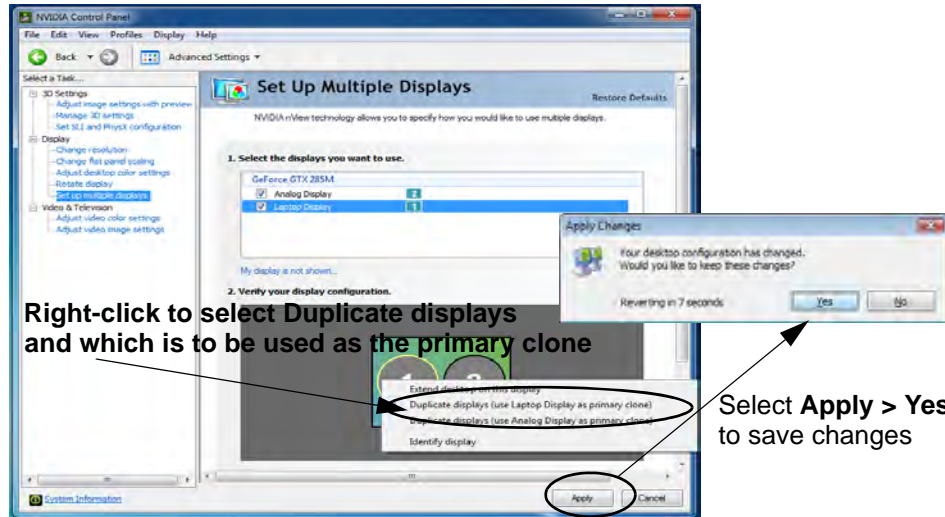 NVIDIA Control Panel
File Edit View Profiles Display Help
Back Advanced Settings
Select a Task...
3D Settings
Adjust image settings with preview
Manage 3D settings
Set SLI and PhysX configuration
Display
Change resolution
Change flat panel scaling
Adjust desktop color settings
Rotate display
Set up multiple displays
Video & Television
Adjust video color settings
Adjust video image settings
System Information
Set Up Multiple Displays
Restore Defaults
NVIDIA nView technology allows you to specify how you would like to use multiple displays.
1. Select the displays you want to use.
GeForce GTX 285M
Analog Display 2
Laptop Display 1
My display is not shown...
2. Verify your display configuration.
Right-click to select Duplicate displays
and which is to be used as the primary clone
1 2
Extend desktop on this display
Duplicate displays (use Laptop Display as primary clone)
Duplicate displays (use Analog Display as primary clone)
Identify display
Apply Cancel
Apply Changes
Your desktop configuration has changed.
Would you like to keep these changes?
Reverting in 7 seconds
Yes No
Select Apply > Yes
to save changes